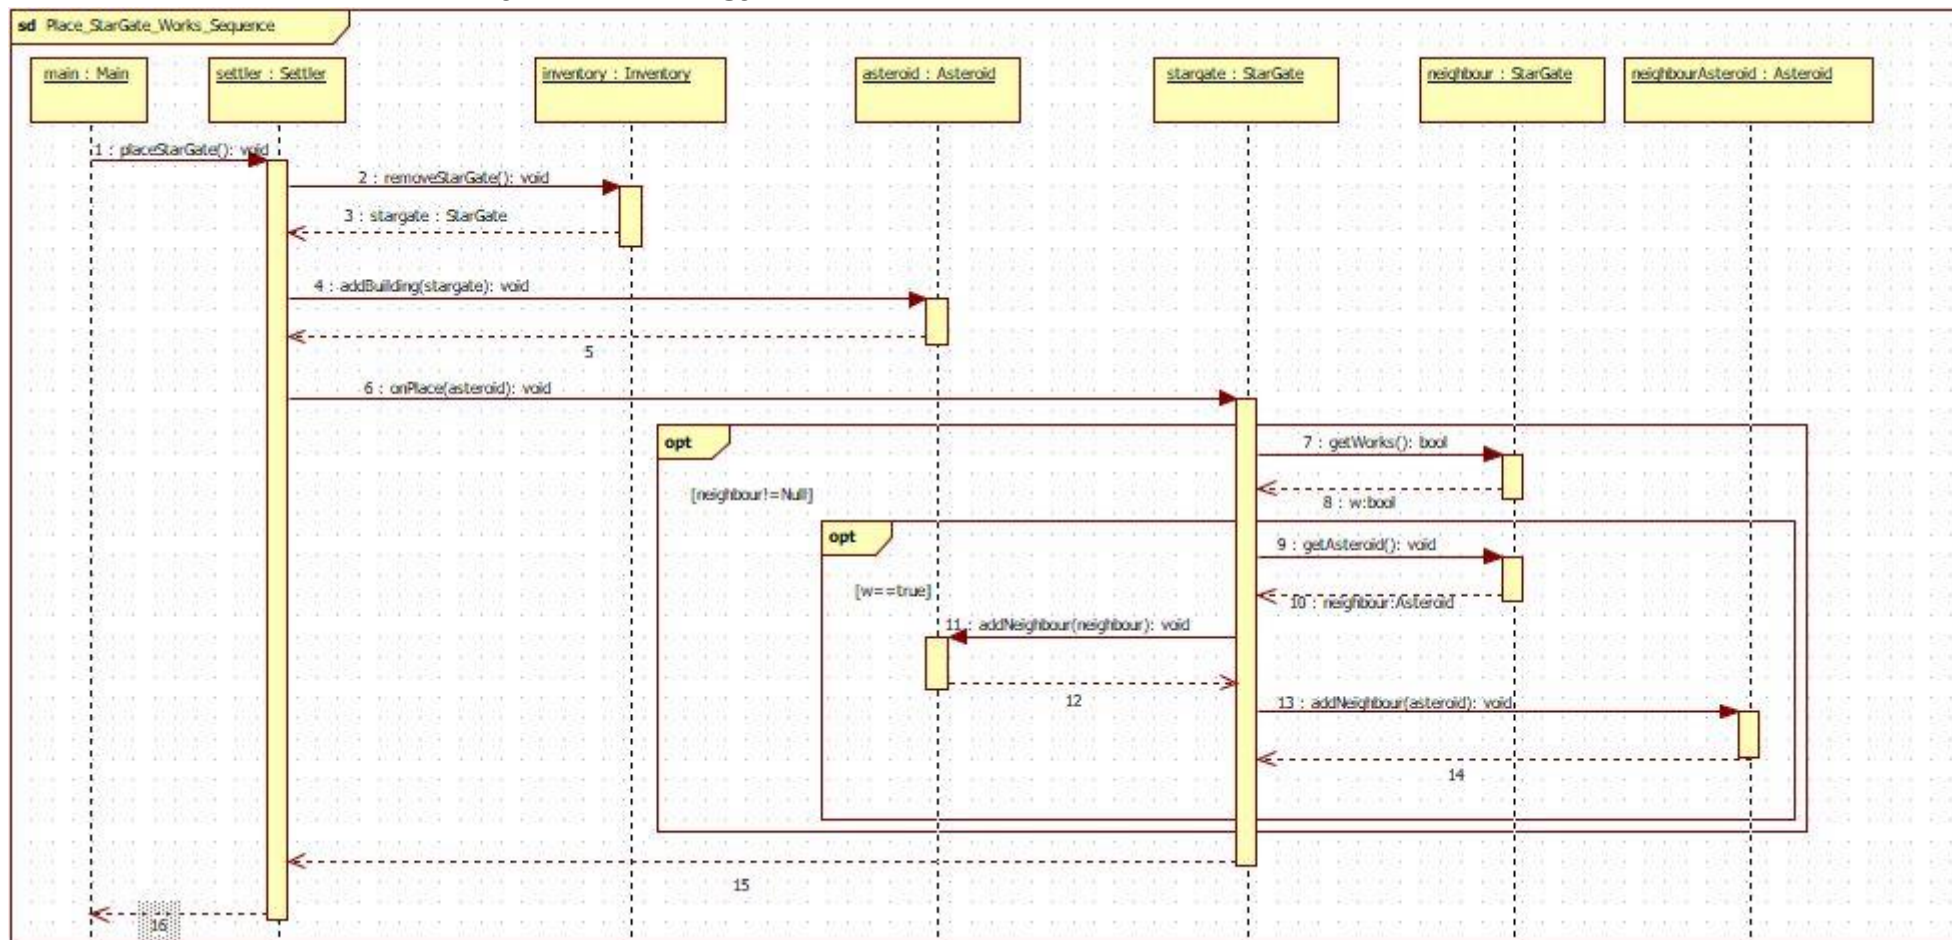 sd Place_StarGate_Works_Sequence
main : Main
settler : Settler
inventory : Inventory
asteroid : Asteroid
stargate : StarGate
neighbour : StarGate
neighbourAsteroid : Asteroid
1 : placeStarGate(): void
2 : removeStarGate(): void
3 : stargate : StarGate
4 : addBuilding(stargate): void
5
6 : onPlace(asteroid): void
opt
[neighbour!=Null]
7 : getWorks(): bool
8 : w:bool
opt
[w==true]
9 : getAsteroid(): void
10 : neighbour:Asteroid
11 : addNeighbour(neighbour): void
12
13 : addNeighbour(asteroid): void
14
15
16